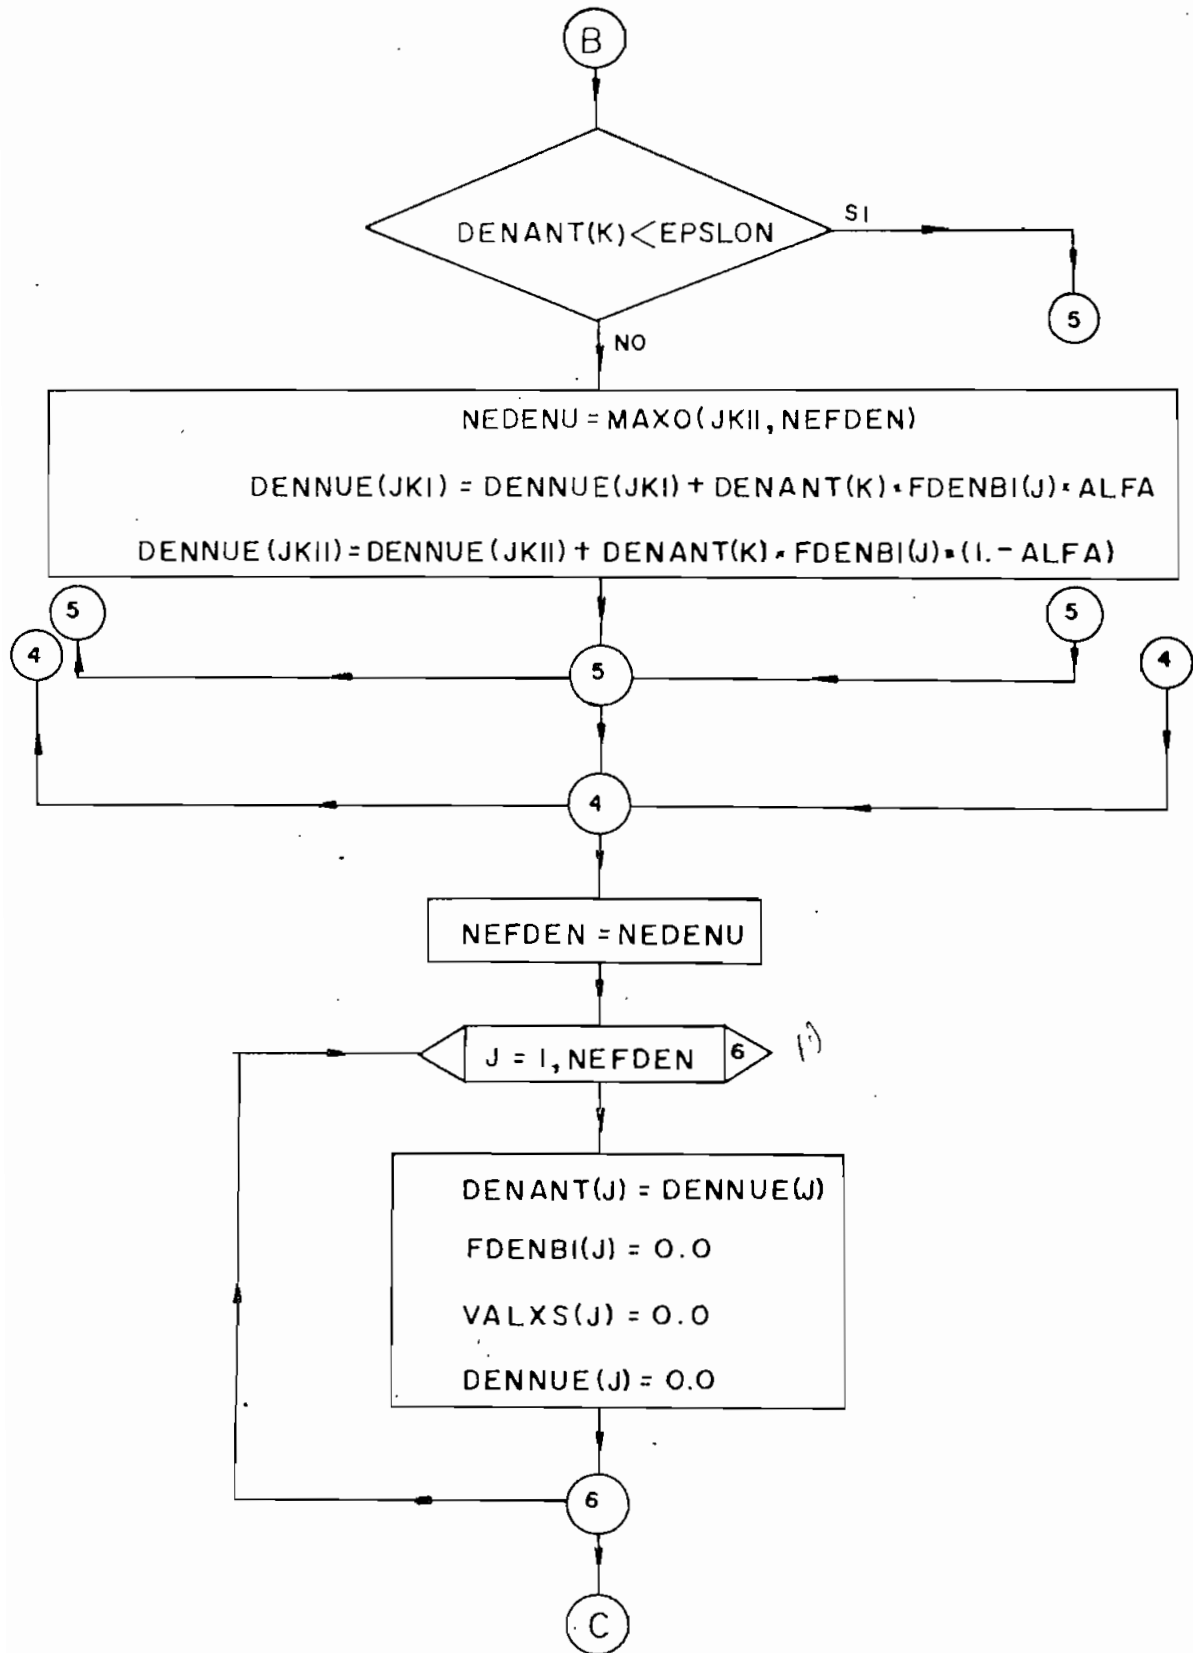 B
DENANT(K)<EPSLON
SI
5
NO
NEDENU = MAXO(JKII, NEFDEN)
DENNUE(JKI) = DENNUE(JKI) + DENANT(K) * FDENBI(J) * ALFA
DENNUE(JKII) = DENNUE(JKII) + DENANT(K) * FDENBI(J) * (I. - ALFA)
5
5
4
5
4
4
NEFDEN = NEDENU
J = I, NEFDEN
6
DENANT(J) = DENNUE(J)
FDENBI(J) = 0.0
VALXS(J) = 0.0
DENNUE(J) = 0.0
6
C